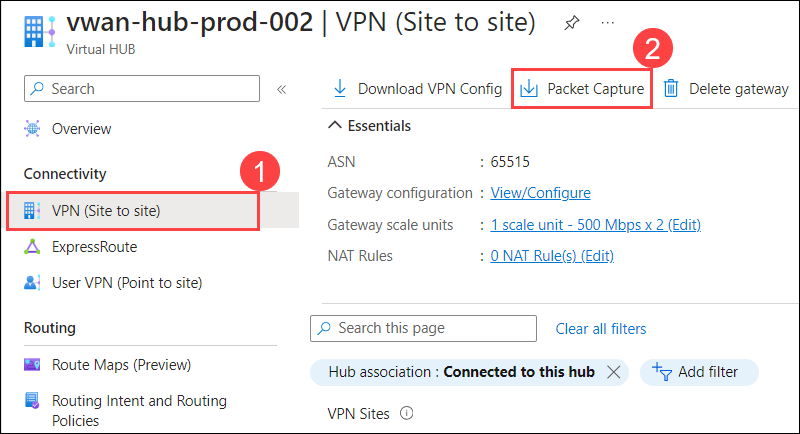 vwan-hub-prod-002 | VPN (Site to site)
Virtual HUB
2
Search
Download VPN Config
Packet Capture
Delete gateway
Overview
Essentials
Connectivity
1
ASN : 65515
VPN (Site to site)
Gateway configuration : View/Configure
Gateway scale units : 1 scale unit - 500 Mbps x 2 (Edit)
ExpressRoute
NAT Rules : 0 NAT Rule(s) (Edit)
User VPN (Point to site)
Routing
Search this page
Clear all filters
Route Maps (Preview)
Hub association : Connected to this hub
Add filter
Routing Intent and Routing
Policies
VPN Sites